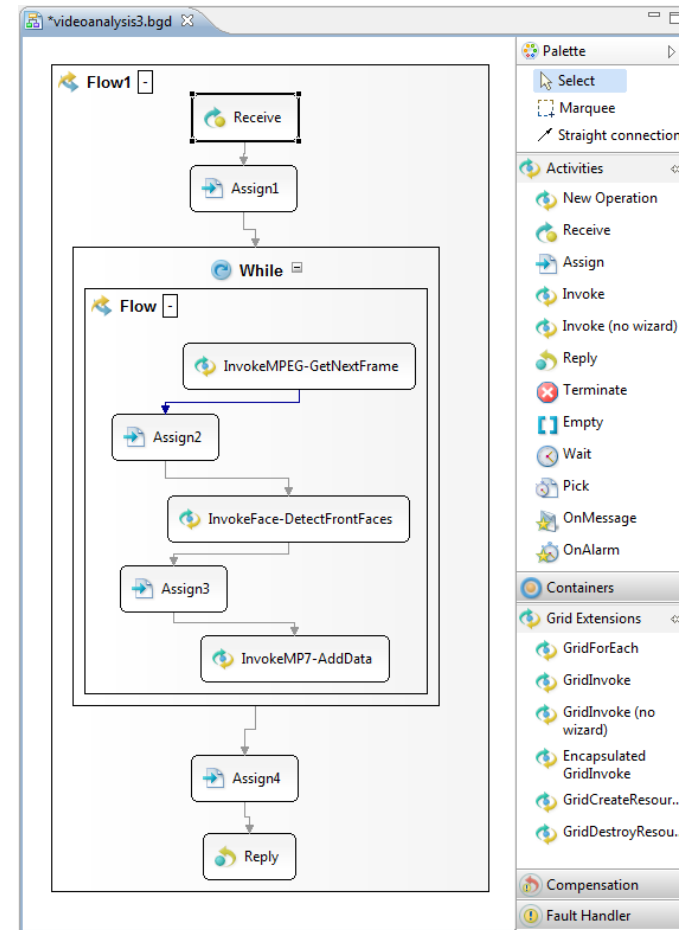 *videoanalysis3.bgd
Flow1 -
Receive
Assign1
While
Flow -
InvokeMPEG-GetNextFrame
Assign2
InvokeFace-DetectFrontFaces
Assign3
InvokeMP7-AddData
Assign4
Reply
Palette
Select
Marquee
Straight connection
Activities
New Operation
Receive
Assign
Invoke
Invoke (no wizard)
Reply
Terminate
Empty
Wait
Pick
OnMessage
OnAlarm
Containers
Grid Extensions
GridForEach
GridInvoke
GridInvoke (no
wizard)
Encapsulated
GridInvoke
GridCreateResour...
GridDestroyResou...
Compensation
Fault Handler